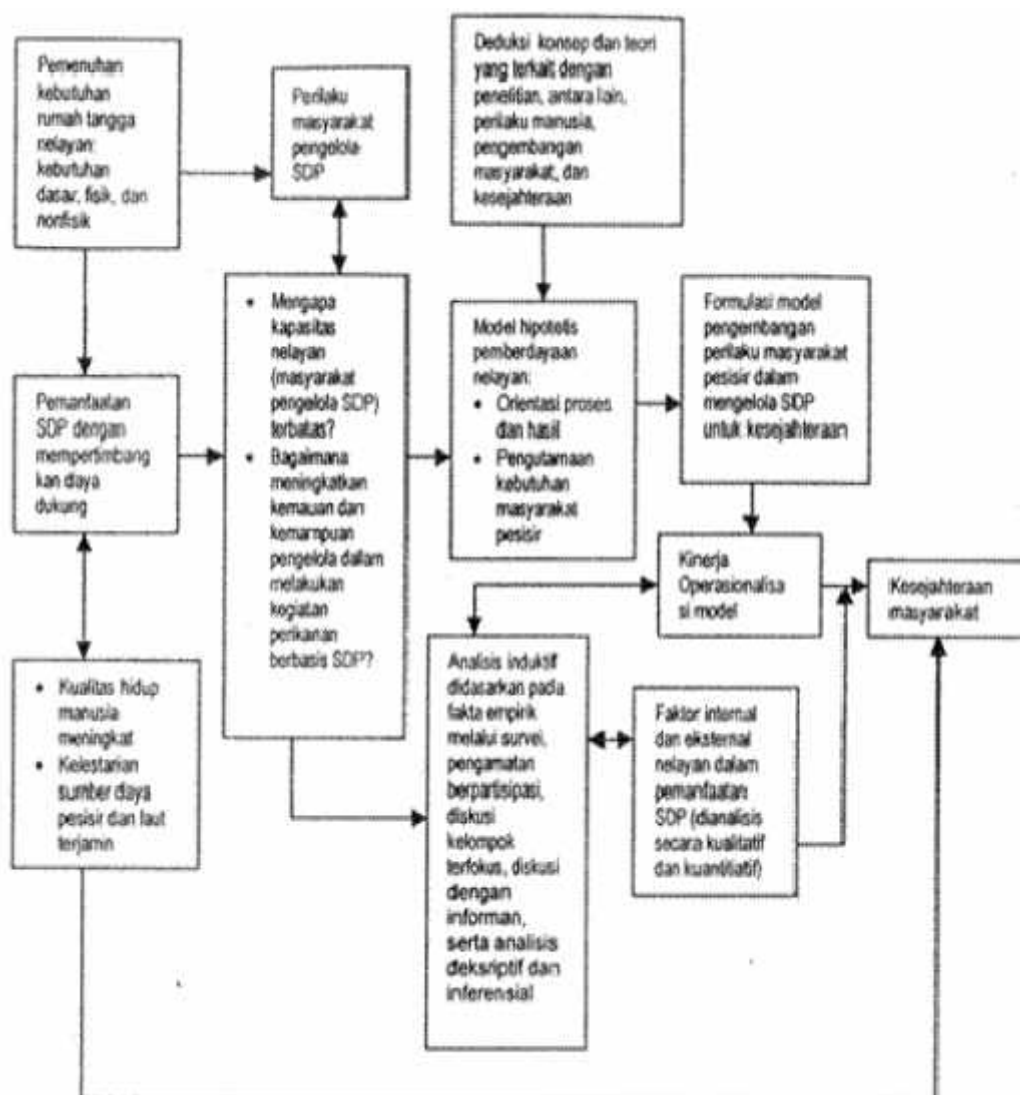 Pemenuhan
kebutuhan
rumah tangga
nelayan:
kebutuhan
dasar, fisik, dan
nonfisik
Perilaku
masyarakat
pengelola
SDP
Deduksi konsep dan teori
yang terkait dengan
penelitian, antara lain,
perilaku manusia,
pengembangan
masyarakat, dan
kesejahteraan
Pemanfaatan
SDP dengan
mempertimbang
kan daya
dukung
• Mengapa
kapasitas
nelayan
(masyarakat
pengelola SDP)
terbatas?
• Bagaimana
meningkatkan
kemauan dan
kemampuan
pengelola dalam
melakukan
kegiatan
perikanan
berbasis SDP?
Model hipotetis
pemberdayaan
nelayan:
• Orientasi proses
dan hasil
• Pengutamaan
kebutuhan
masyarakat
pesisir
Formulasi model
pengembangan
perilaku masyarakat
pesisir dalam
mengelola SDP
untuk kesejahteraan
Kinerja
Operasionalisa
si model
Kesejahteraan
masyarakat
• Kualitas hidup
manusia
meningkat
• Kelestarian
sumber daya
pesisir dan laut
terjamin
Analisis induktif
didasarkan pada
fakta empirik
melalui survei,
pengamatan
berpartisipasi,
diskusi
kelompok
terfokus, diskusi
dengan
informan,
serta analisis
deksriptif dan
inferensial
Faktor internal
dan eksternal
nelayan dalam
pemanfaatan
SDP (dianalisis
secara kualitatif
dan kuantitiatif)